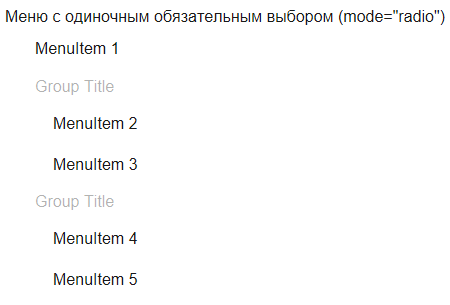 Меню с одиночным обязательным выбором (mode="radio")
MenuItem 1
Group Title
MenuItem 2
MenuItem 3
Group Title
MenuItem 4
MenuItem 5